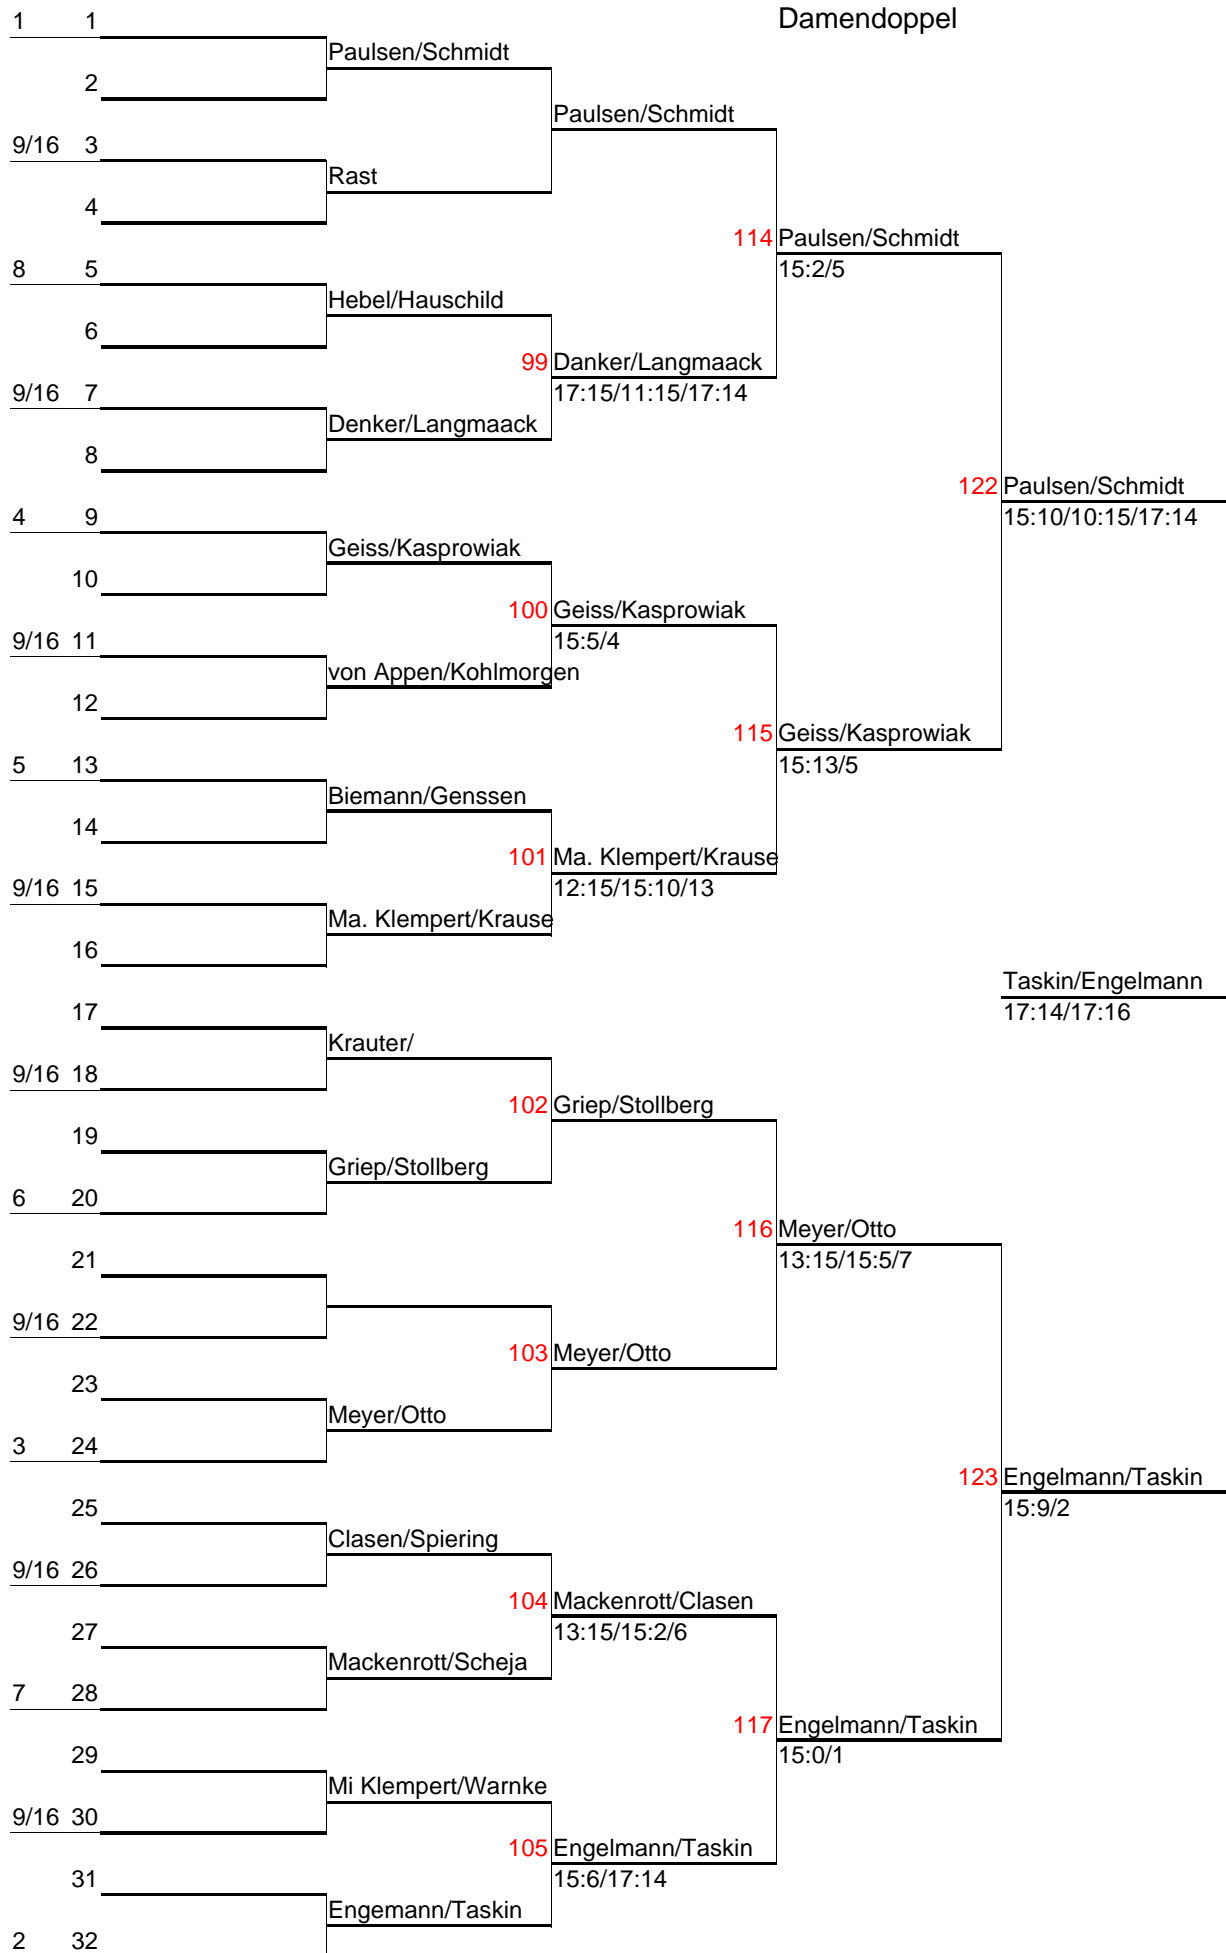 Damendoppel
1 1
Paulsen/Schmidt
2
Paulsen/Schmidt
9/16 3
Rast
4
114 Paulsen/Schmidt
8 5
15:2/5
Hebel/Hauschild
6
99 Danker/Langmaack
9/16 7
17:15/11:15/17:14
Denker/Langmaack
8
122 Paulsen/Schmidt
4 9
15:10/10:15/17:14
Geiss/Kasprowiak
10
100 Geiss/Kasprowiak
9/16 11
15:5/4
von Appen/Kohlmorgen
12
115 Geiss/Kasprowiak
5 13
15:13/5
Biemann/Genssen
14
101 Ma. Klempert/Krause
9/16 15
12:15/15:10/13
Ma. Klempert/Krause
16
Taskin/Engelmann
17
17:14/17:16
Krauter/
9/16 18
102 Griep/Stollberg
19
Griep/Stollberg
6 20
116 Meyer/Otto
21
13:15/15:5/7
9/16 22
103 Meyer/Otto
23
Meyer/Otto
3 24
123 Engelmann/Taskin
25
15:9/2
Clasen/Spiering
9/16 26
104 Mackenrott/Clasen
27
13:15/15:2/6
Mackenrott/Scheja
7 28
117 Engelmann/Taskin
29
15:0/1
Mi Klempert/Warnke
9/16 30
105 Engelmann/Taskin
31
15:6/17:14
Engemann/Taskin
2 32